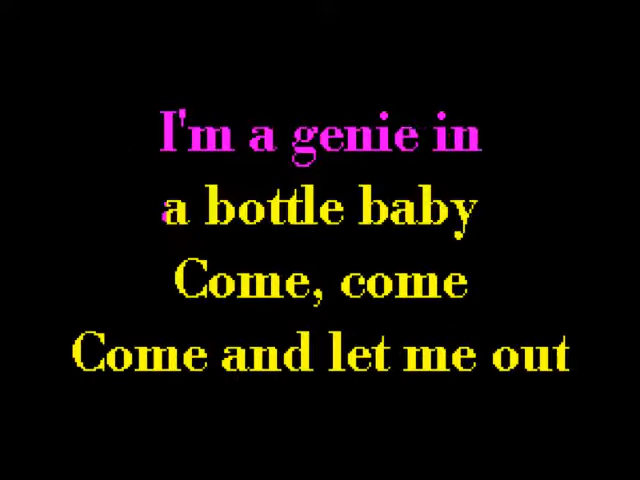 I'm a genie in
a bottle baby
Come, come
Come and let me out